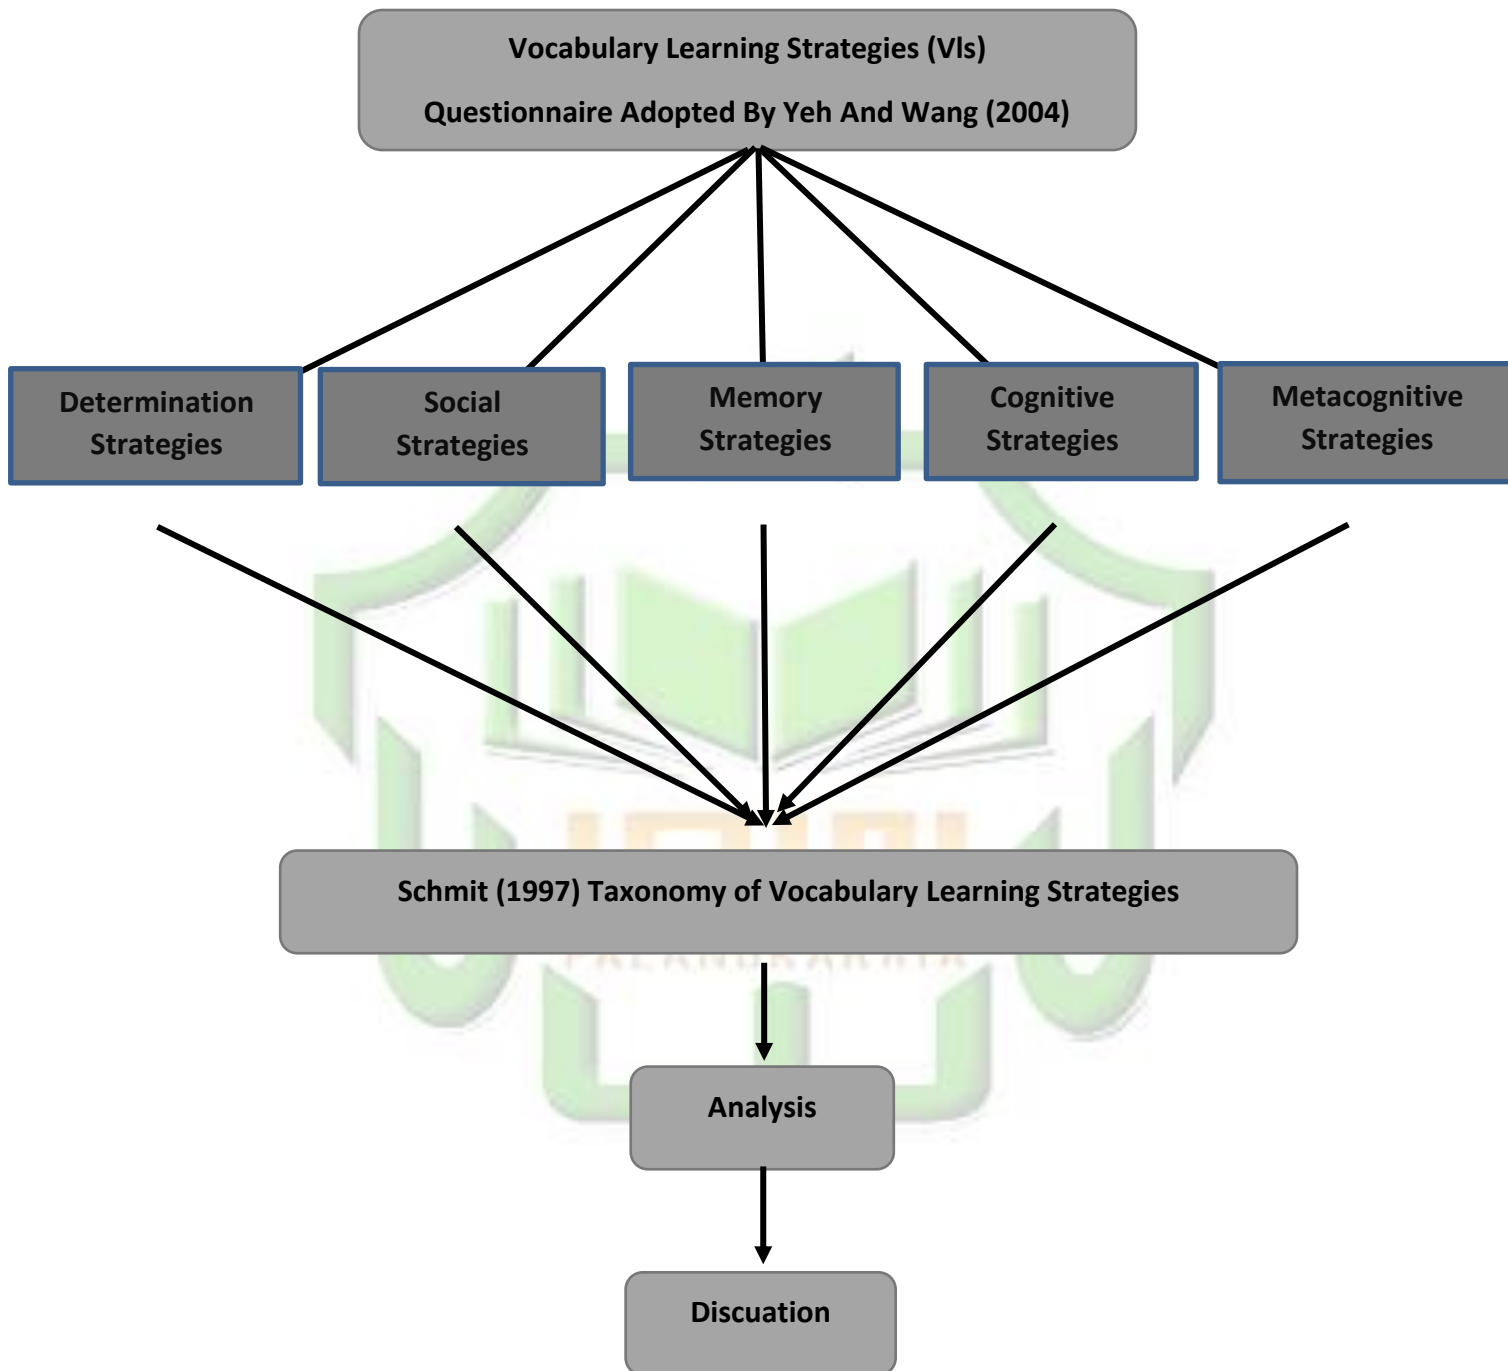 Vocabulary Learning Strategies (Vls)
Questionnaire Adopted By Yeh And Wang (2004)
Determination
Strategies
Social
Strategies
Memory
Strategies
Cognitive
Strategies
Metacognitive
Strategies
Schmit (1997) Taxonomy of Vocabulary Learning Strategies
Analysis
Discuation